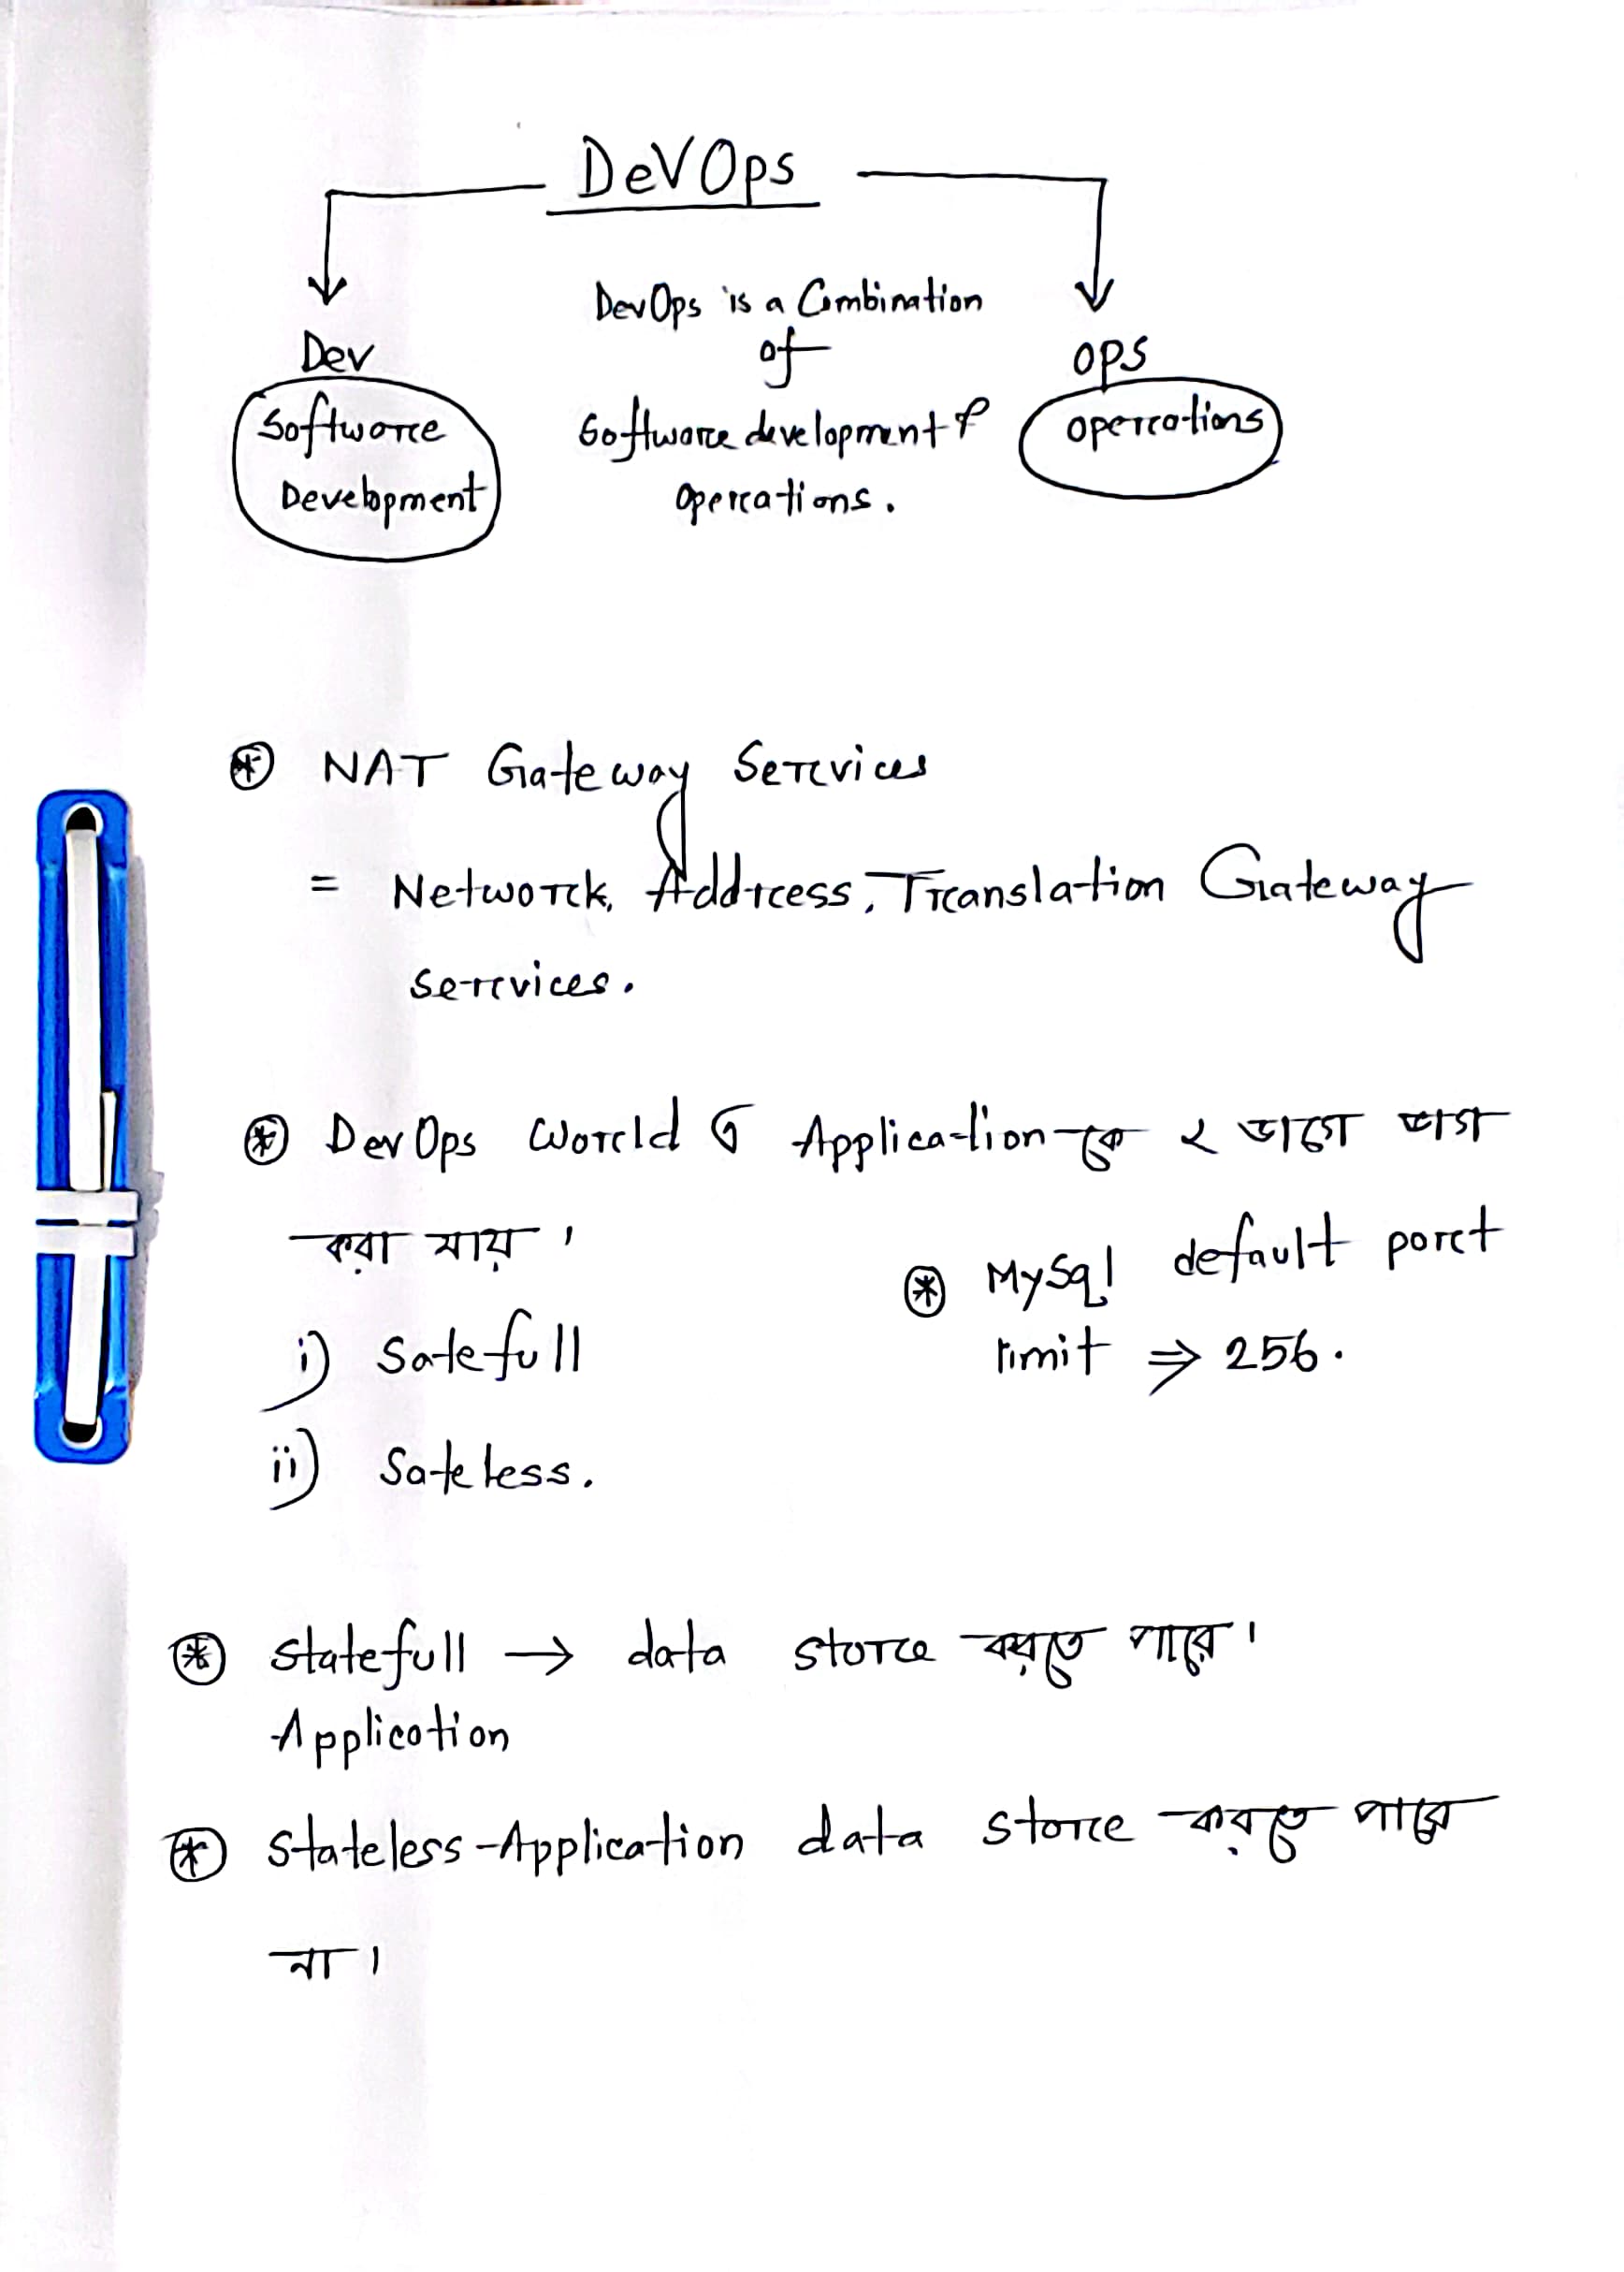 DevOps
DevOps is a Combination
Dev of ops
Software Software development & operations
Development operations.
⊛ NAT Gateway Services
= Network, Address, Translation Gateway
services.
⊛ DevOps world এ Application-কে ২ ভাগে ভাগ
করা যায়।
⊛ MySql default port
i) Satefull limit ⇒ 256.
ii) Sateless.
⊛ Statefull → data store করতে পারে।
Application
⊛ Stateless-Application data store করতে পারে
না।